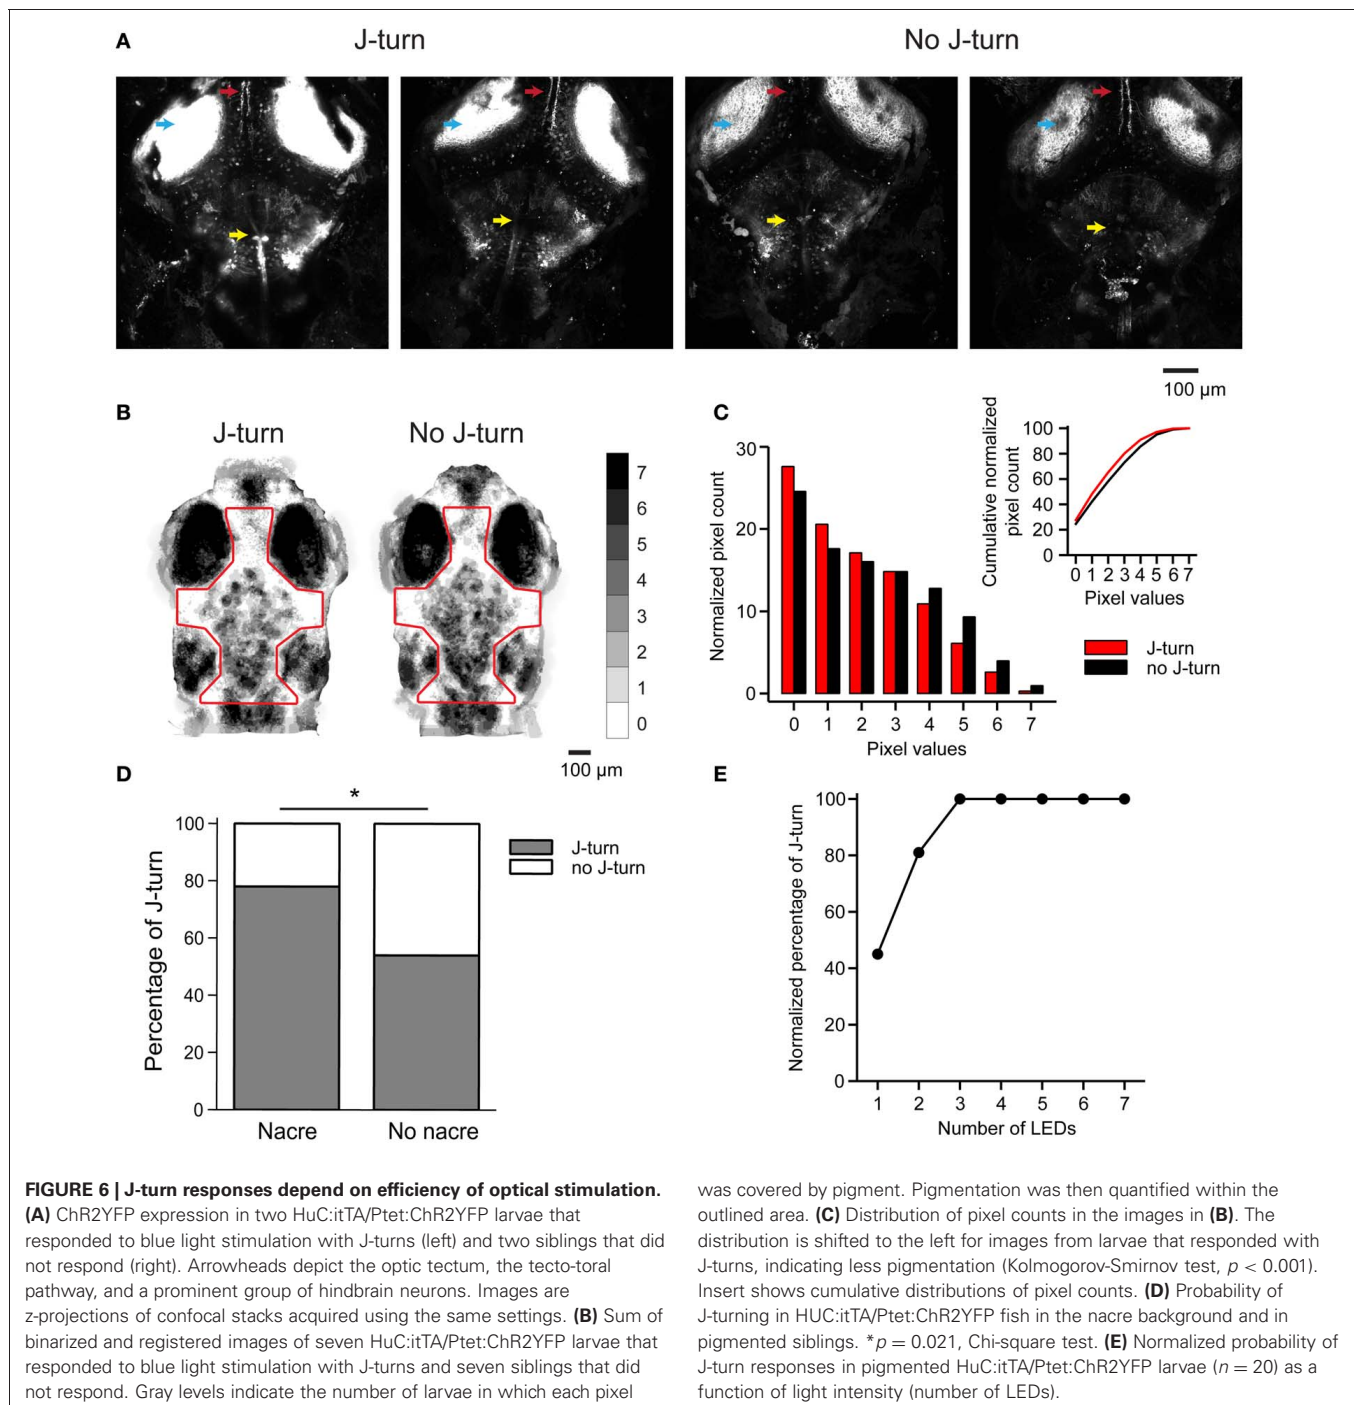 A
J-turn
No J-turn
100 µm
B
J-turn
No J-turn
7
6
5
4
3
2
1
0
100 µm
C
Normalized pixel count
30
20
10
0
0 1 2 3 4 5 6 7
Pixel values
Cumulative normalized
pixel count
100
80
60
40
20
0
0 1 2 3 4 5 6 7
Pixel values
J-turn
no J-turn
D
*
Percentage of J-turn
100
80
60
40
20
0
Nacre
No nacre
J-turn
no J-turn
E
Normalized percentage of J-turn
100
80
60
40
20
0
1 2 3 4 5 6 7
Number of LEDs
FIGURE 6 | J-turn responses depend on efficiency of optical stimulation.
(A) ChR2YFP expression in two HuC:itTA/Ptet:ChR2YFP larvae that
responded to blue light stimulation with J-turns (left) and two siblings that did
not respond (right). Arrowheads depict the optic tectum, the tecto-toral
pathway, and a prominent group of hindbrain neurons. Images are
z-projections of confocal stacks acquired using the same settings. (B) Sum of
binarized and registered images of seven HuC:itTA/Ptet:ChR2YFP larvae that
responded to blue light stimulation with J-turns and seven siblings that did
not respond. Gray levels indicate the number of larvae in which each pixel
was covered by pigment. Pigmentation was then quantified within the
outlined area. (C) Distribution of pixel counts in the images in (B). The
distribution is shifted to the left for images from larvae that responded with
J-turns, indicating less pigmentation (Kolmogorov-Smirnov test, p < 0.001).
Insert shows cumulative distributions of pixel counts. (D) Probability of
J-turning in HUC:itTA/Ptet:ChR2YFP fish in the nacre background and in
pigmented siblings. *p = 0.021, Chi-square test. (E) Normalized probability of
J-turn responses in pigmented HuC:itTA/Ptet:ChR2YFP larvae (n = 20) as a
function of light intensity (number of LEDs).